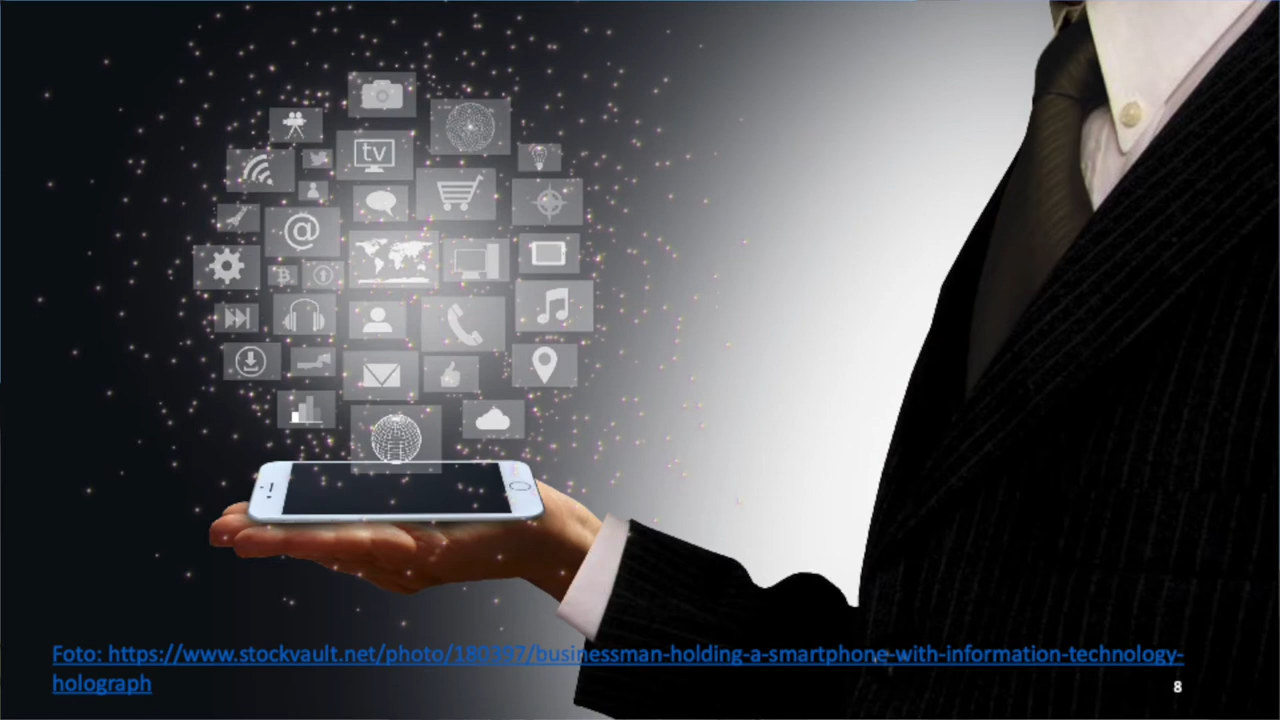 tv
@
Foto: https://www.stockvault.net/photo/180397/businessman-holding-a-smartphone-with-information-technology-
holograph
8